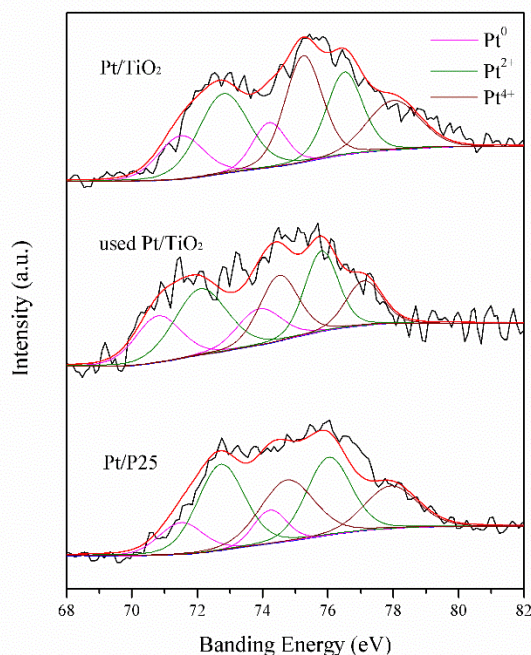 Pt/TiO₂
Pt⁰
Pt²⁺
Pt⁴⁺
used Pt/TiO₂
Pt/P25
Intensity (a.u.)
68 70 72 74 76 78 80 82
Banding Energy (eV)